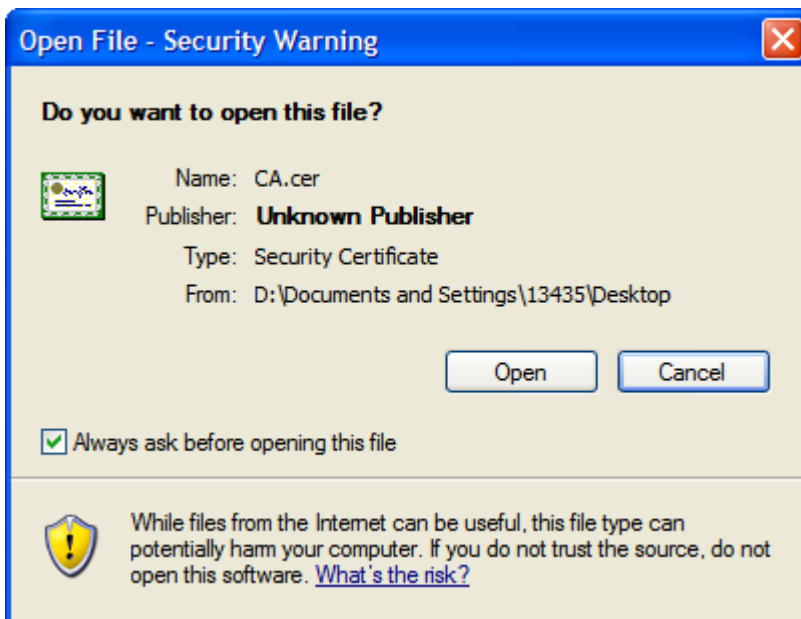 Open File - Security Warning
Do you want to open this file?
Name: CA.cer
Publisher: Unknown Publisher
Type: Security Certificate
From: D:\Documents and Settings\13435\Desktop
Open Cancel
Always ask before opening this file
While files from the Internet can be useful, this file type can
potentially harm your computer. If you do not trust the source, do not
open this software. What's the risk?